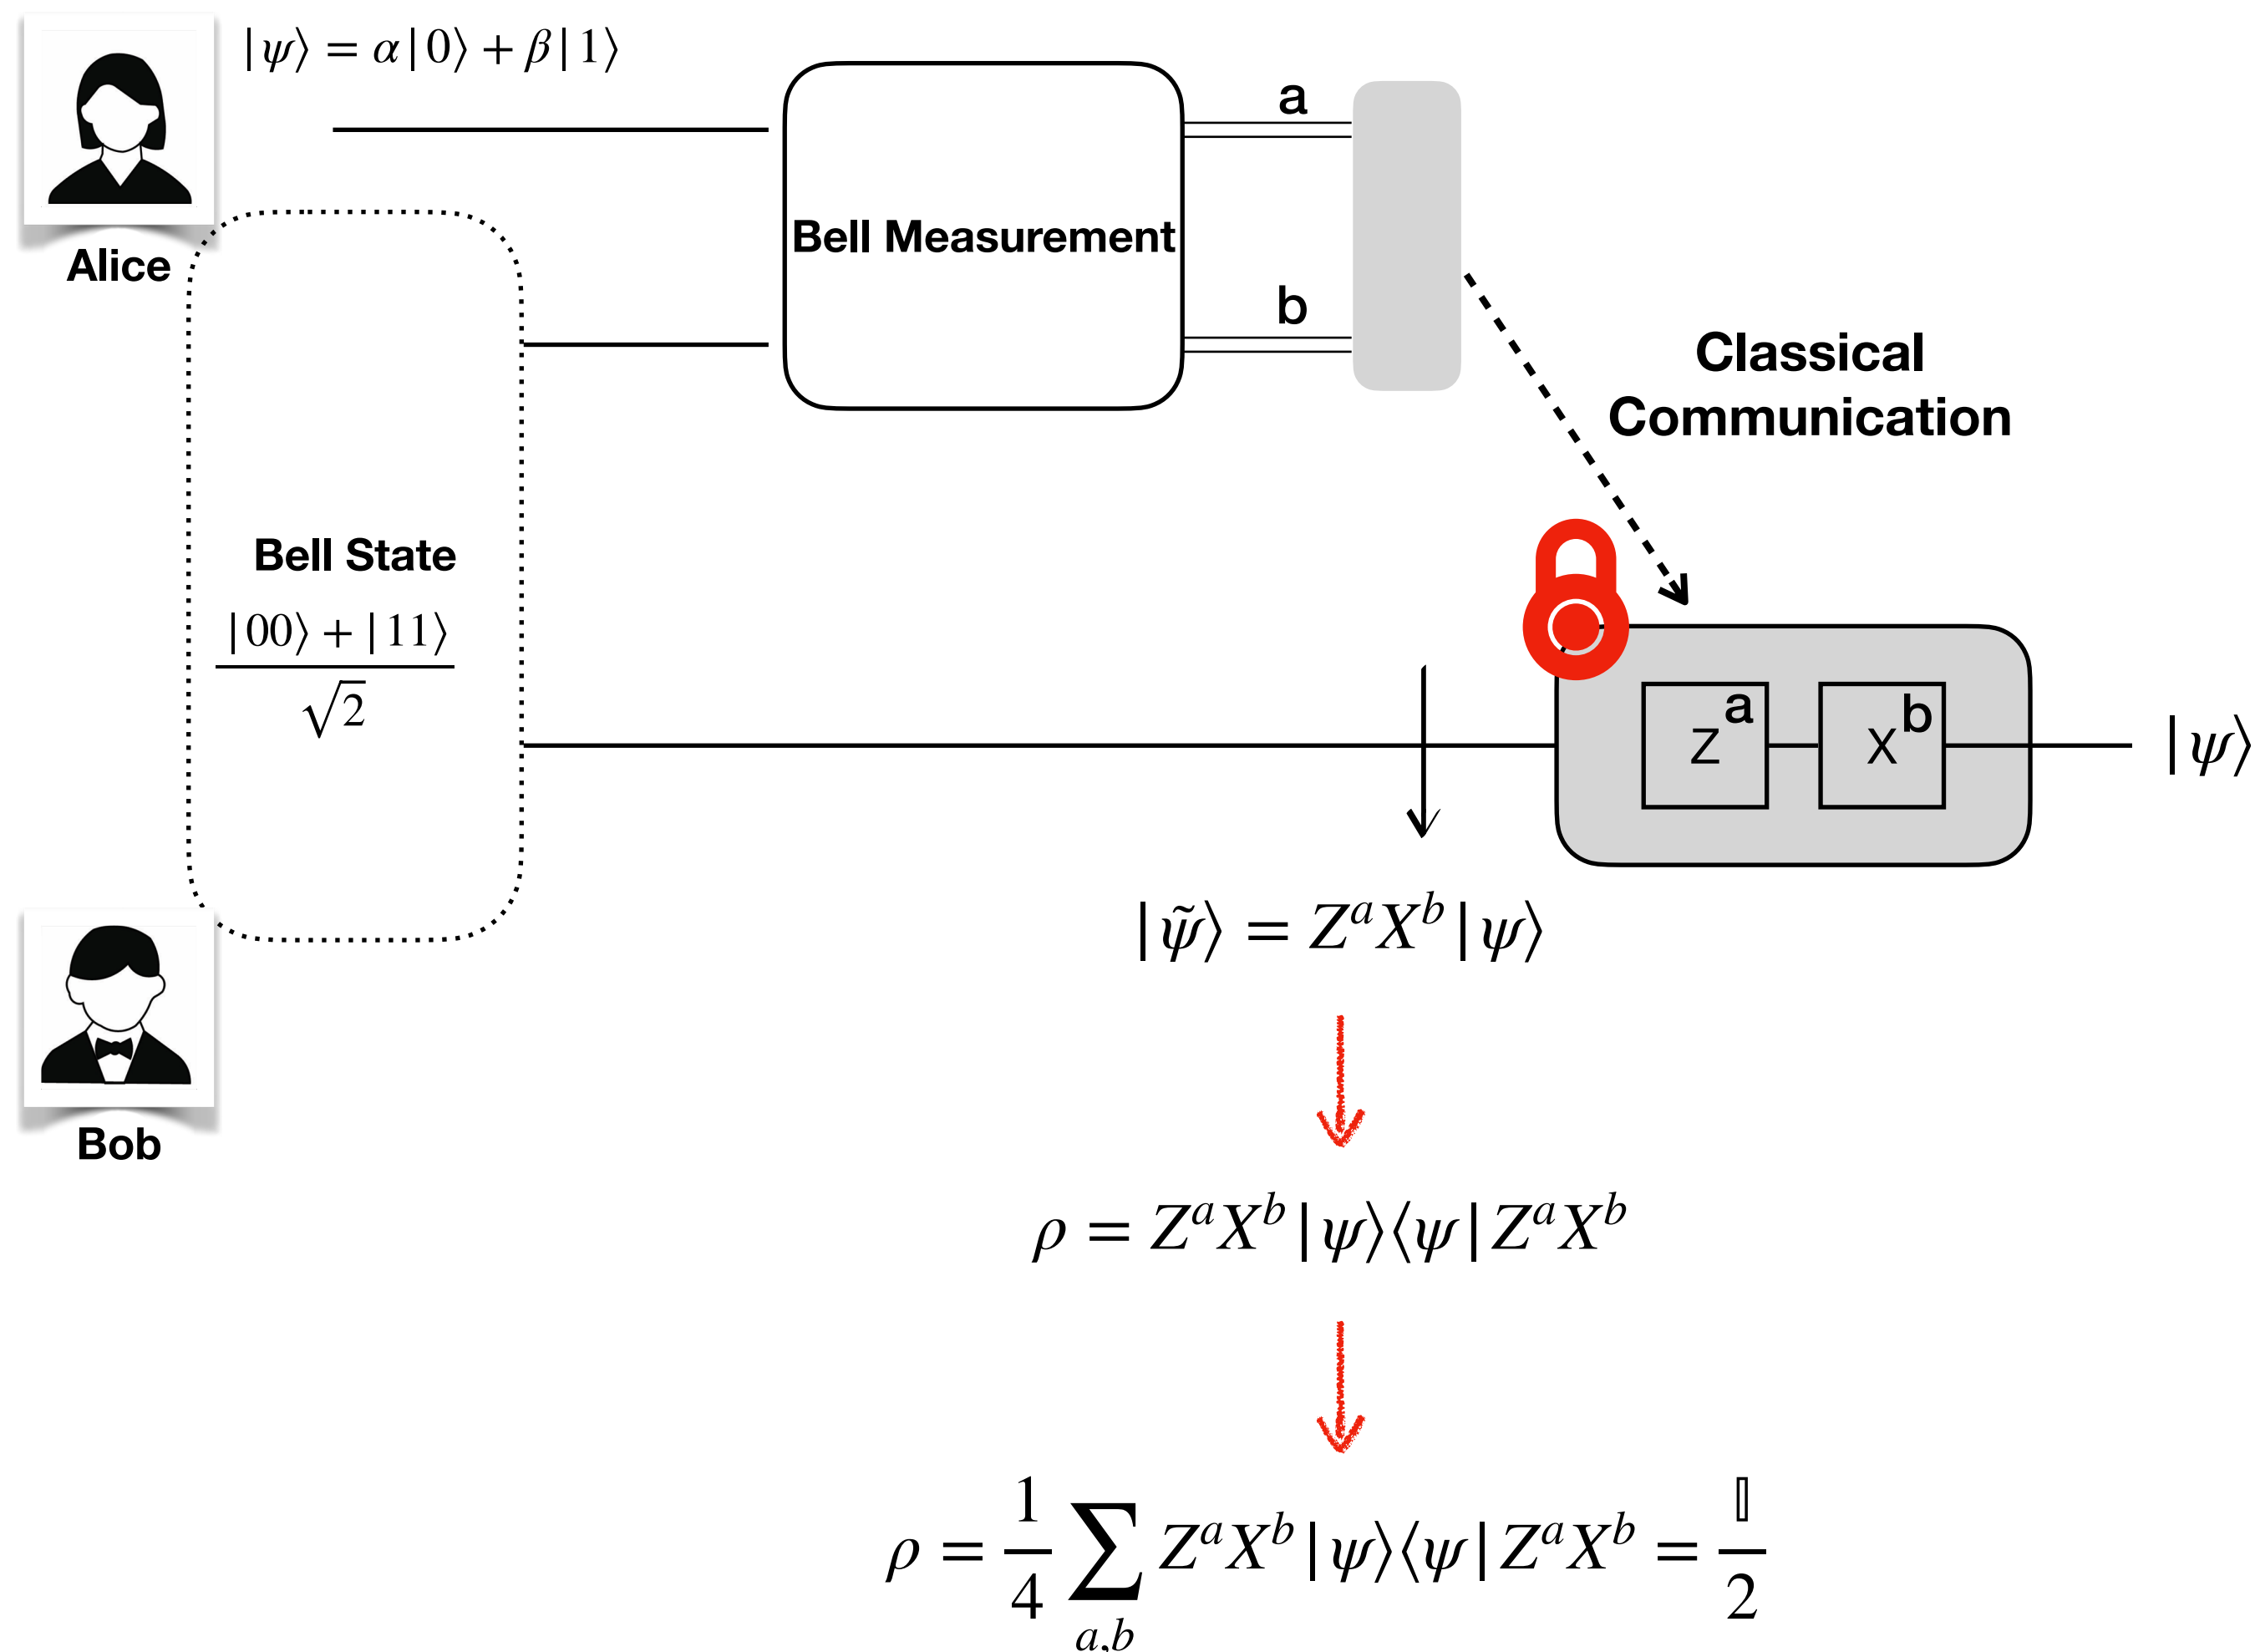 |ψ⟩ = α|0⟩ + β|1⟩
a
Bell Measurement
Alice
b
Classical
Communication
Bell State
|00⟩ + |11⟩
√2
Z a
X b
|ψ⟩
|ψ̃⟩ = Z^a X^b |ψ⟩
Bob
ρ = Z^a X^b |ψ⟩⟨ψ| Z^a X^b
ρ = 1/4 ∑_{a,b} Z^a X^b |ψ⟩⟨ψ| Z^a X^b = 𝕀/2